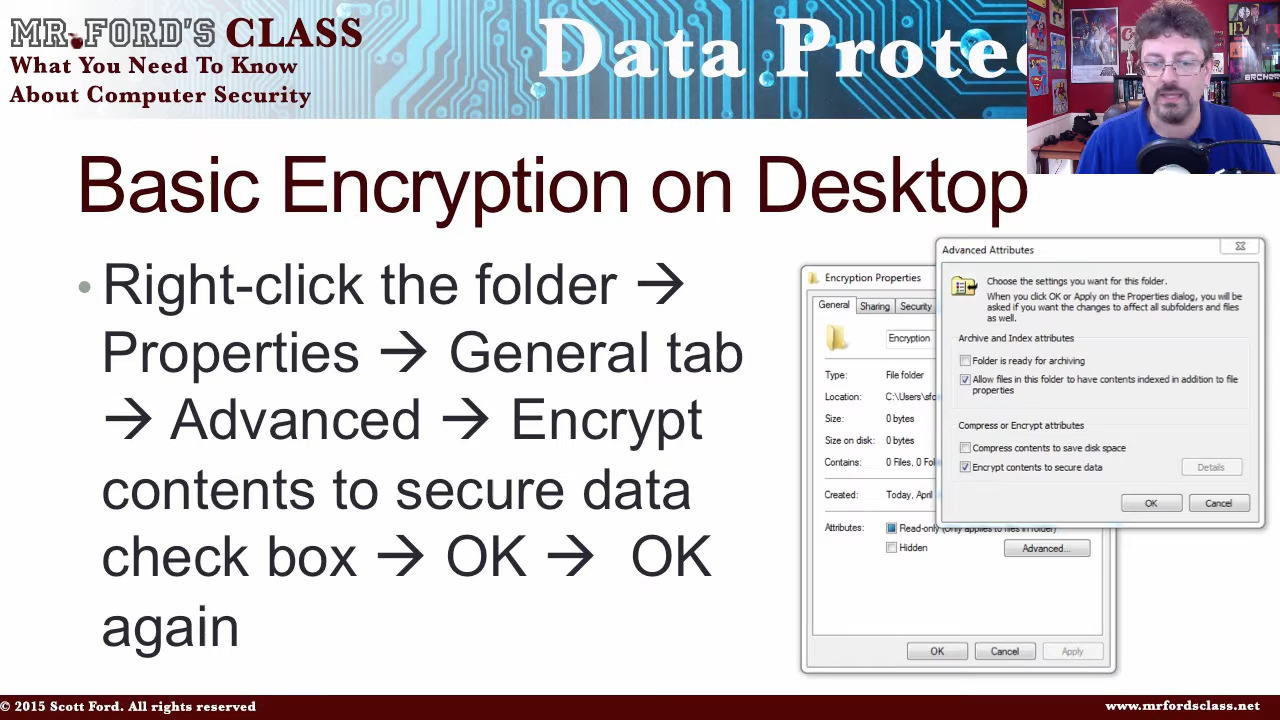 MR. FORD'S CLASS
What You Need To Know
About Computer Security
Data Prote
Basic Encryption on Desktop
• Right-click the folder →
Properties → General tab
→ Advanced → Encrypt
contents to secure data
check box → OK → OK
again
Encryption Properties
General Sharing Security
Encryption
Type: File folder
Location: C:\Users\sfo
Size: 0 bytes
Size on disk: 0 bytes
Contains: 0 Files, 0 Fol
Created: Today, April
Attributes: Read-only (Only applies to files in folder)
Hidden
Advanced...
OK Cancel Apply
Advanced Attributes
Choose the settings you want for this folder.
When you click OK or Apply on the Properties dialog, you will be
asked if you want the changes to affect all subfolders and files
as well.
Archive and Index attributes
Folder is ready for archiving
Allow files in this folder to have contents indexed in addition to file
properties
Compress or Encrypt attributes
Compress contents to save disk space
Encrypt contents to secure data
Details
OK Cancel
© 2015 Scott Ford. All rights reserved
www.mrfordsclass.net